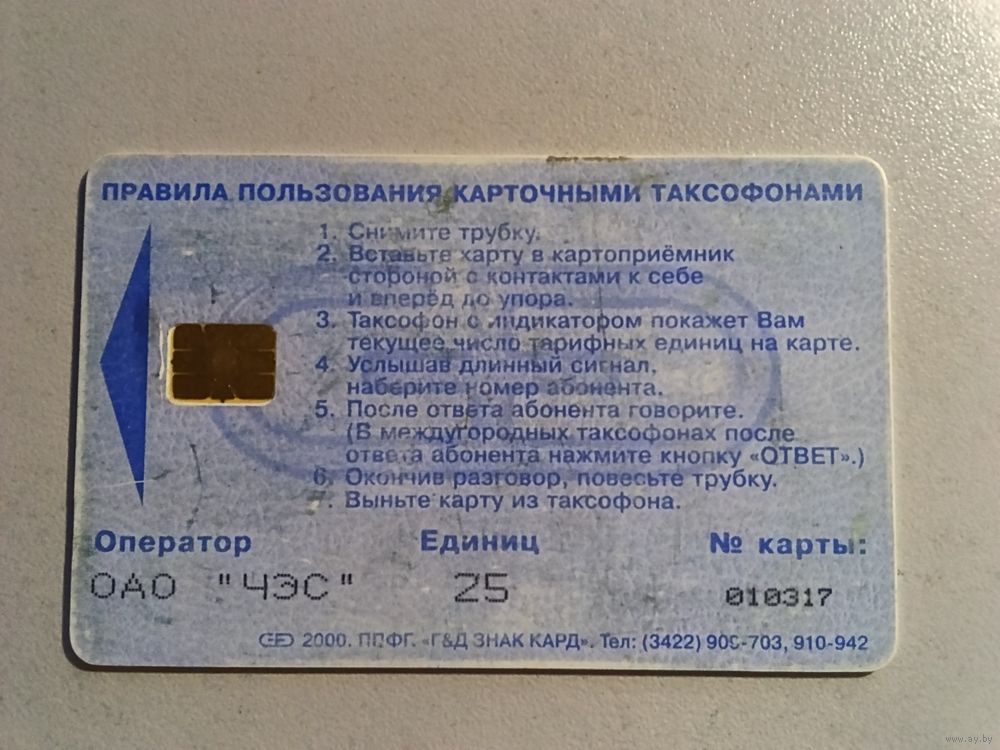 ПРАВИЛА ПОЛЬЗОВАНИЯ КАРТОЧНЫМИ ТАКСОФОНАМИ
1. Снимите трубку.
2. Вставьте карту в картоприёмник
стороной с контактами к себе
и вперёд до упора.
3. Таксофон с индикатором покажет Вам
текущее число тарифных единиц на карте.
4. Услышав длинный сигнал,
наберите номер абонента.
5. После ответа абонента говорите.
(В междугородных таксофонах после
ответа абонента нажмите кнопку «ОТВЕТ».)
6. Окончив разговор, повесьте трубку.
7. Выньте карту из таксофона.
Оператор Единиц № карты:
ОАО "ЧЭС" 25 010317
2000. ППФГ. «Г&Д ЗНАК КАРД». Тел: (3422) 910-942
www.ay.by